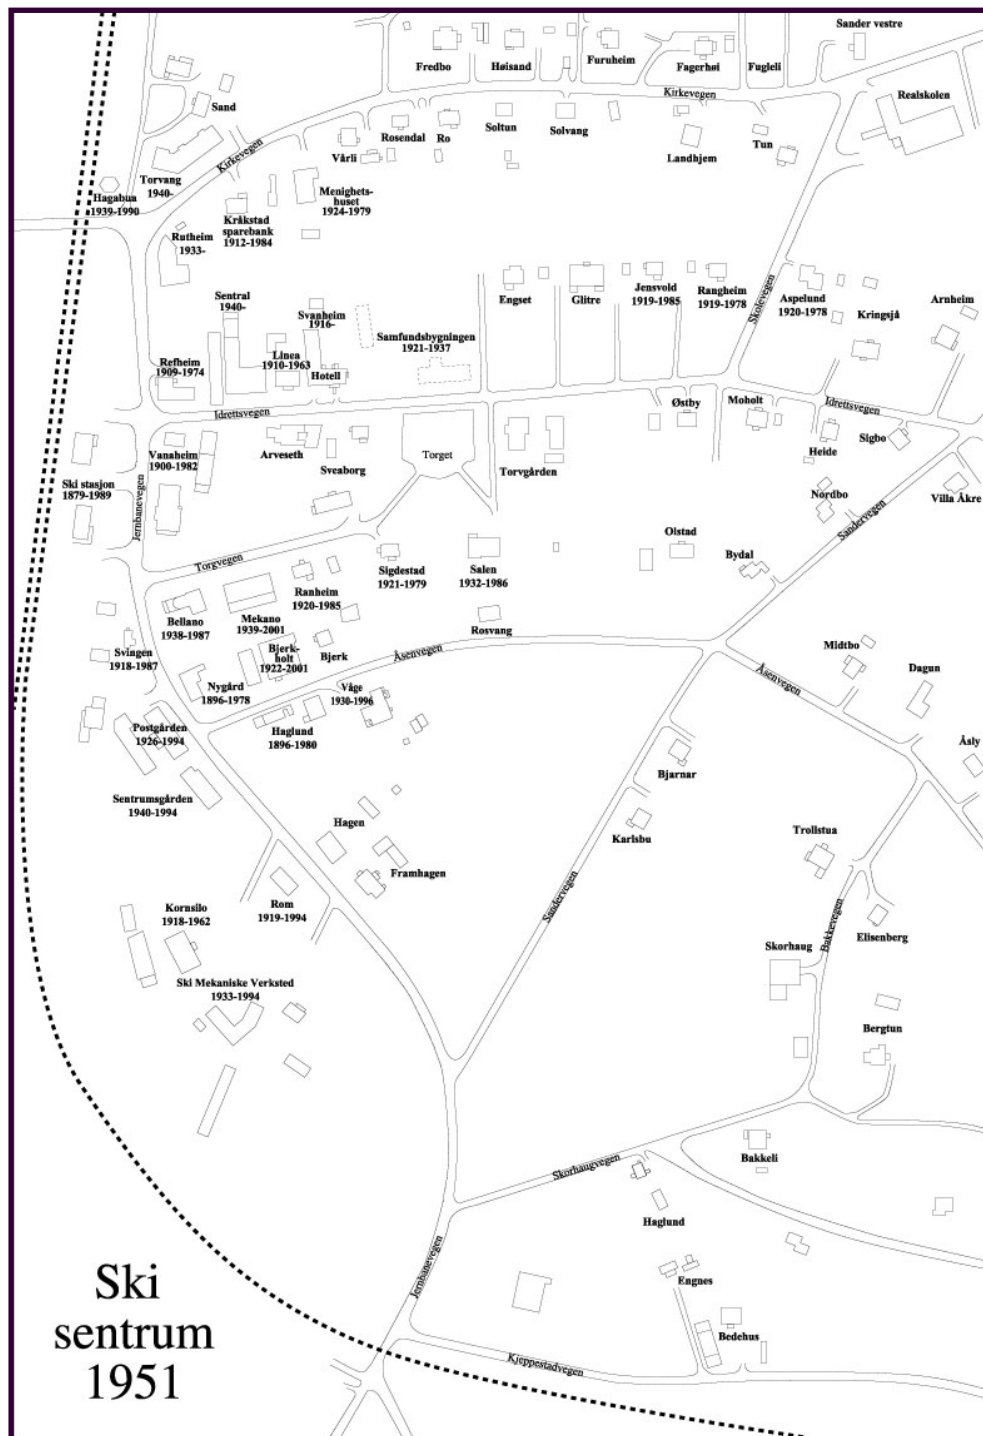 Sander vestre
Fredbo
Høisand
Furuheim
Fagerhøi
Fugleli
Kirkevegen
Realskolen
Sand
Rosendal
Ro
Soltun
Solvang
Landhjem
Tun
Vårli
Kirkevegen
Torvang
1940-
Hagabua
1939-1990
Menighets-
huset
1924-1979
Kråkstad
sparebank
1912-1984
Rutheim
1933-
Sentral
1940-
Svanheim
1916-
Samfundsbygningen
1921-1937
Engset
Glitre
Jensvold
1919-1985
Rangheim
1919-1978
Skolevegen
Aspelund
1920-1978
Kringsjå
Arnheim
Refheim
1909-1974
Linea
1910-1963
Hotell
Idrettsvegen
Østby
Moholt
Idrettsvegen
Heide
Sigbo
Vanaheim
1900-1982
Arveseth
Sveaborg
Torget
Torvgården
Ski stasjon
1879-1989
Jernbanevegen
Nordbo
Villa Åkre
Sandervegen
Torgvegen
Sigdestad
1921-1979
Salen
1932-1986
Olstad
Bydal
Ranheim
1920-1985
Bellano
1938-1987
Mekano
1939-2001
Rosvang
Svingen
1918-1987
Bjerk-
holt
1922-2001
Bjerk
Åsenvegen
Midtbo
Dagun
Åsenvegen
Nygård
1896-1978
Våge
1930-1996
Postgården
1926-1994
Haglund
1896-1980
Åsly
Bjarnar
Sentrumsgården
1940-1994
Hagen
Karlsbu
Trollstua
Framhagen
Rom
1919-1994
Sandervegen
Kornsilo
1918-1962
Bakkevegen
Elisenberg
Skorhaug
Ski Mekaniske Verksted
1933-1994
Bergtun
Bakkeli
Skorhaugvegen
Haglund
Jernbanevegen
Engnes
Bedehus
Kjeppestadvegen
Ski
sentrum
1951